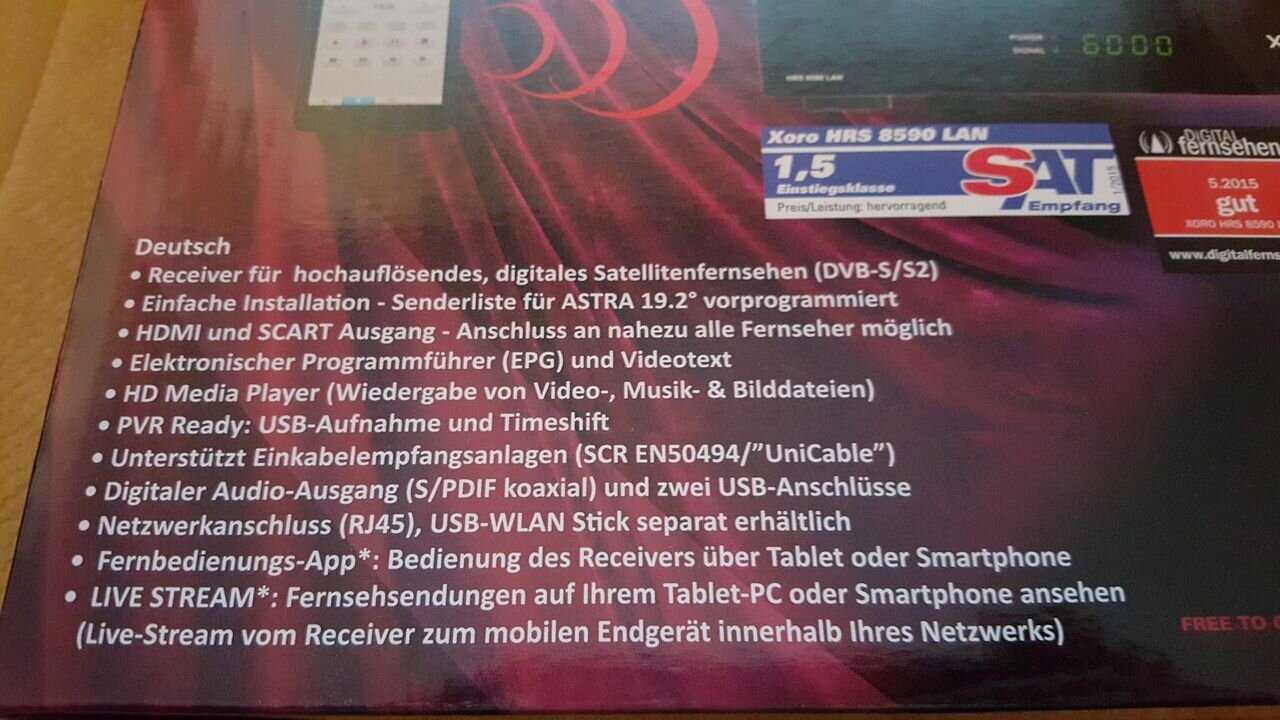 POWER
SIGNAL
6000
HRS 8590 LAN
Xoro HRS 8590 LAN
1,5
Einstiegsklasse
Preis/Leistung: hervorragend
SAT
Empfang
1/2015
DIGITAL
fernsehen
5.2015
gut
XORO HRS 8590
www.digitalferns
Deutsch
• Receiver für hochauflösendes, digitales Satellitenfernsehen (DVB-S/S2)
• Einfache Installation - Senderliste für ASTRA 19.2° vorprogrammiert
• HDMI und SCART Ausgang - Anschluss an nahezu alle Fernseher möglich
• Elektronischer Programmführer (EPG) und Videotext
• HD Media Player (Wiedergabe von Video-, Musik- & Bilddateien)
• PVR Ready: USB-Aufnahme und Timeshift
• Unterstützt Einkabelempfangsanlagen (SCR EN50494/”UniCable”)
• Digitaler Audio-Ausgang (S/PDIF koaxial) und zwei USB-Anschlüsse
• Netzwerkanschluss (RJ45), USB-WLAN Stick separat erhältlich
• Fernbedienungs-App*: Bedienung des Receivers über Tablet oder Smartphone
• LIVE STREAM*: Fernsehsendungen auf Ihrem Tablet-PC oder Smartphone ansehen
(Live-Stream vom Receiver zum mobilen Endgerät innerhalb Ihres Netzwerks)
FREE TO